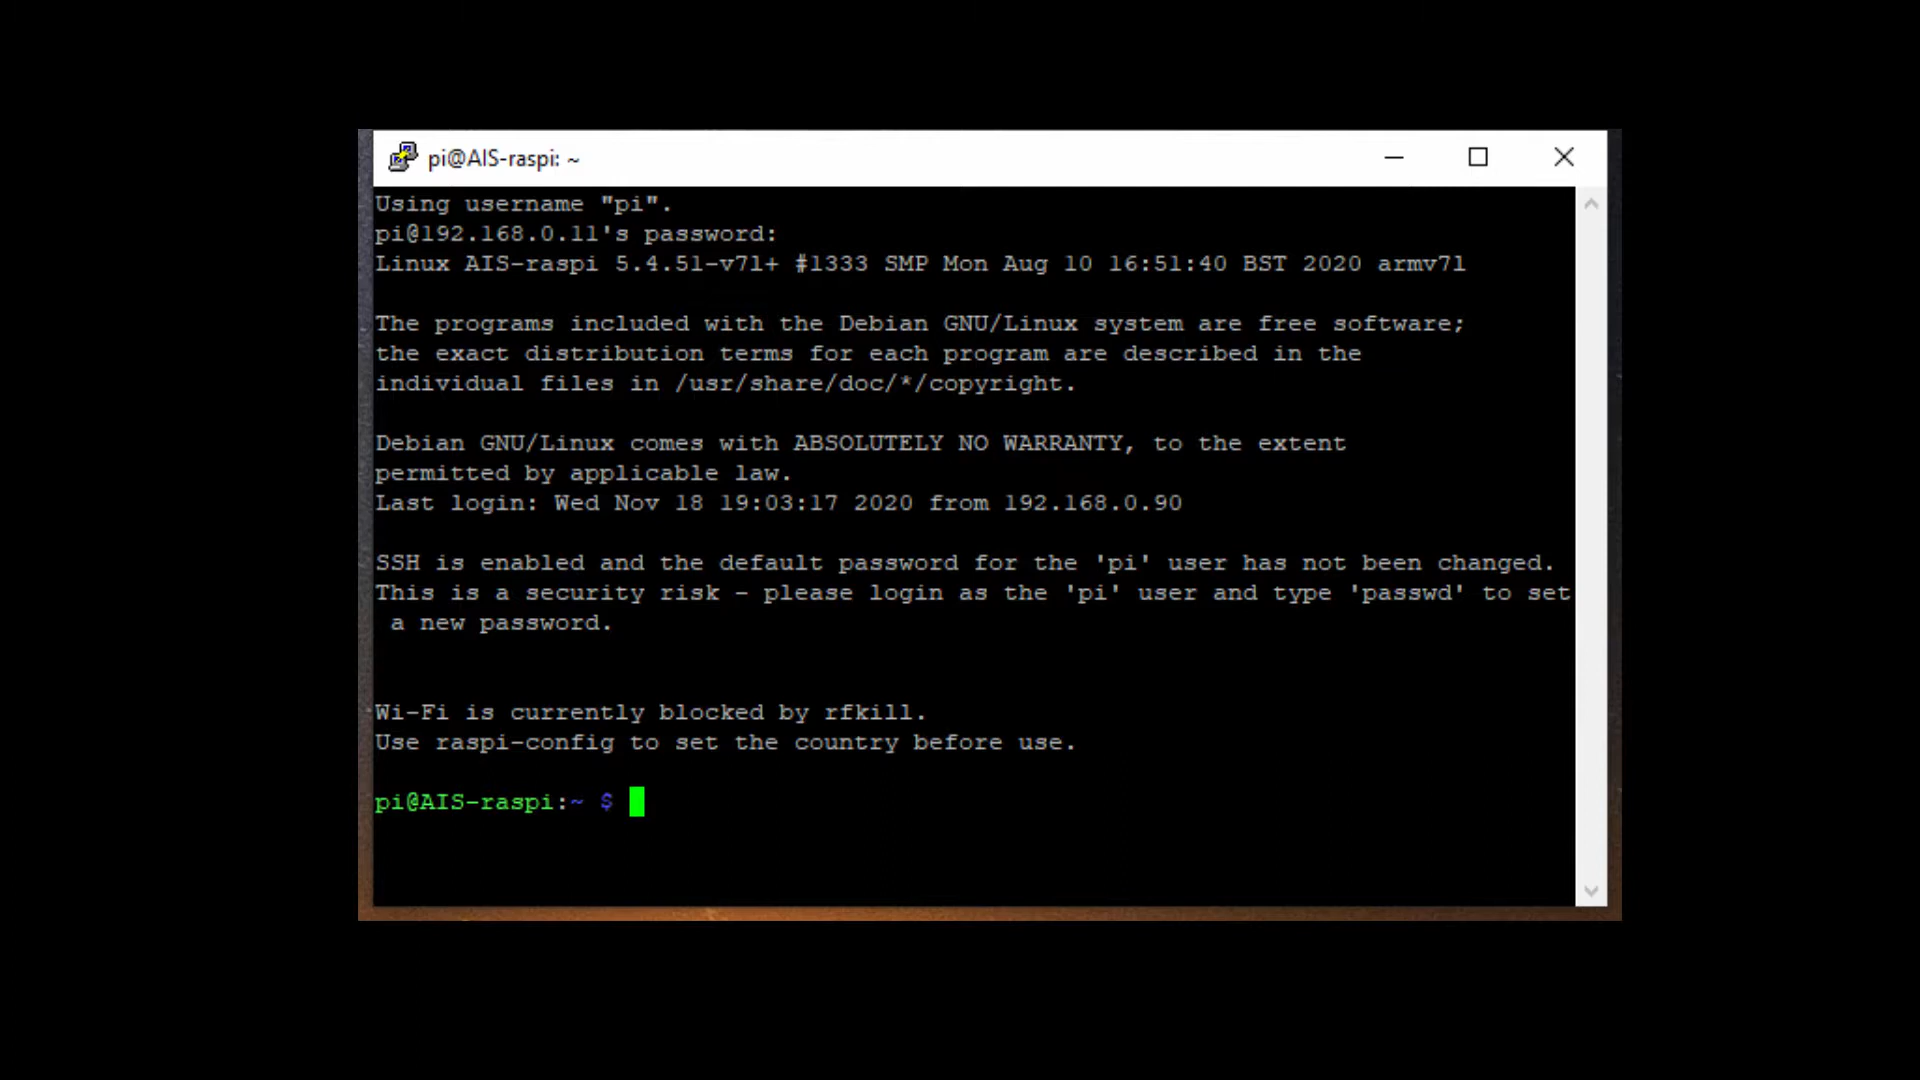 pi@AIS-raspi: ~
Using username "pi".
pi@192.168.0.11's password:
Linux AIS-raspi 5.4.51-v7l+ #1333 SMP Mon Aug 10 16:51:40 BST 2020 armv7l
The programs included with the Debian GNU/Linux system are free software;
the exact distribution terms for each program are described in the
individual files in /usr/share/doc/*/copyright.
Debian GNU/Linux comes with ABSOLUTELY NO WARRANTY, to the extent
permitted by applicable law.
Last login: Wed Nov 18 19:03:17 2020 from 192.168.0.90
SSH is enabled and the default password for the 'pi' user has not been changed.
This is a security risk - please login as the 'pi' user and type 'passwd' to set
a new password.
Wi-Fi is currently blocked by rfkill.
Use raspi-config to set the country before use.
pi@AIS-raspi:~ $